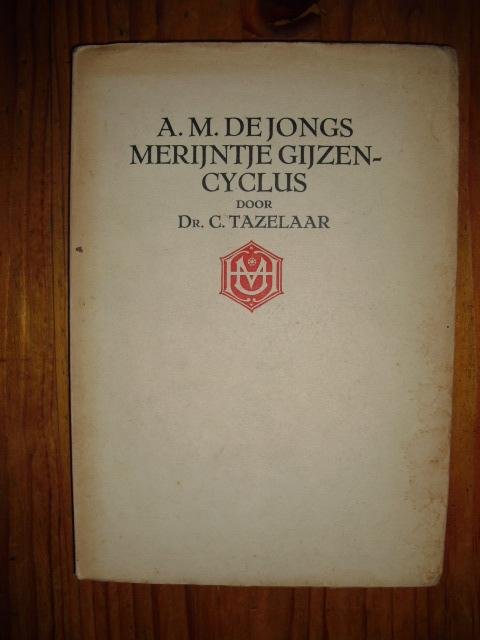 A. M. DE JONGS
MERIJNTJE GIJZEN-
CYCLUS
DOOR
DR. C. TAZELAAR